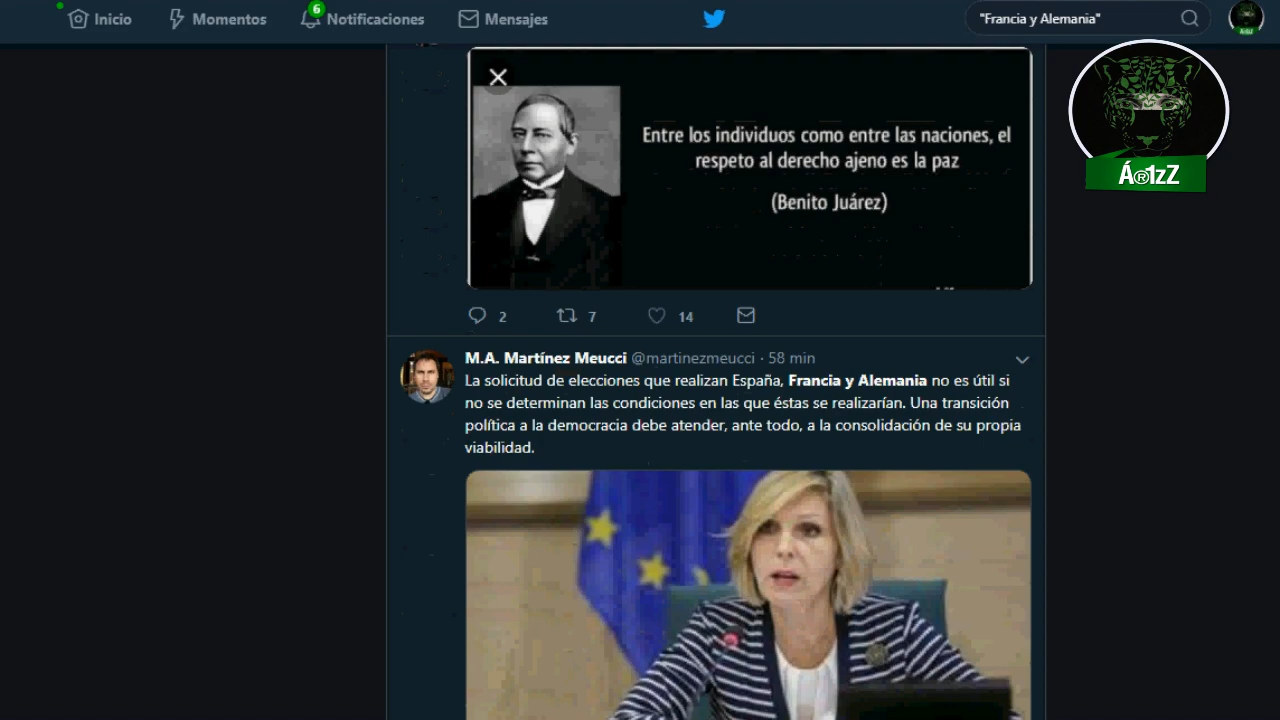 Inicio
Momentos
6
Notificaciones
Mensajes
"Francia y Alemania"
Entre los individuos como entre las naciones, el
respeto al derecho ajeno es la paz
(Benito Juárez)
Á®1zZ
2
7
14
M.A. Martínez Meucci @martinezmeucci · 58 min
La solicitud de elecciones que realizan España, Francia y Alemania no es útil si
no se determinan las condiciones en las que éstas se realizarían. Una transición
política a la democracia debe atender, ante todo, a la consolidación de su propia
viabilidad.